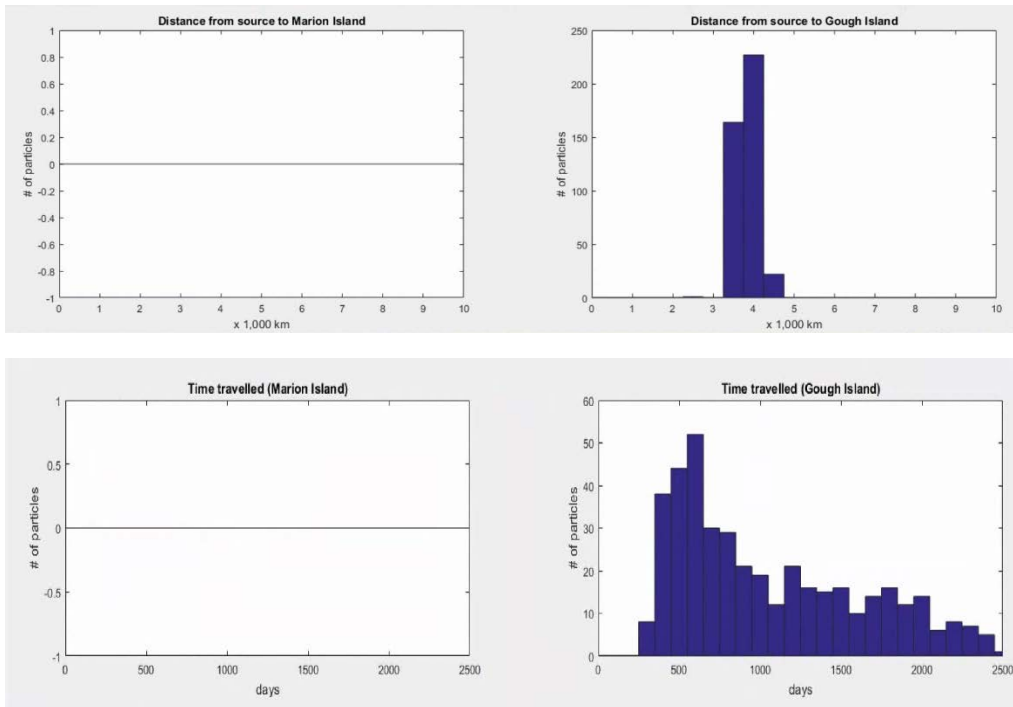 Distance from source to Marion Island
1
0.8
0.6
0.4
0.2
0
-0.2
-0.4
-0.6
-0.8
-1
# of particles
0 1 2 3 4 5 6 7 8 9 10
x 1,000 km
Distance from source to Gough Island
250
200
150
100
50
0
# of particles
0 1 2 3 4 5 6 7 8 9 10
x 1,000 km
Time travelled (Marion Island)
1
0.5
0
-0.5
-1
# of particles
0 500 1000 1500 2000 2500
days
Time travelled (Gough Island)
60
50
40
30
20
10
0
# of particles
0 500 1000 1500 2000 2500
days